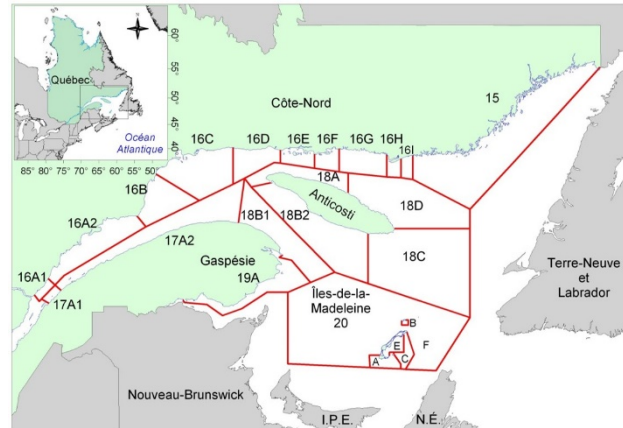 Québec
Océan
Atlantique
85° 80° 75° 70° 65° 60° 55° 50°
60°
55°
50°
45°
40°
Côte-Nord
15
16C
16D
16E
16F
16G
16H
16I
18A
16B
Anticosti
18D
18B1
18B2
16A2
17A2
18C
Gaspésie
19A
Terre-Neuve
et
Labrador
16A1
17A1
Îles-de-la-
Madeleine
20
B
E
F
A
C
Nouveau-Brunswick
I.P.E.
N.É.